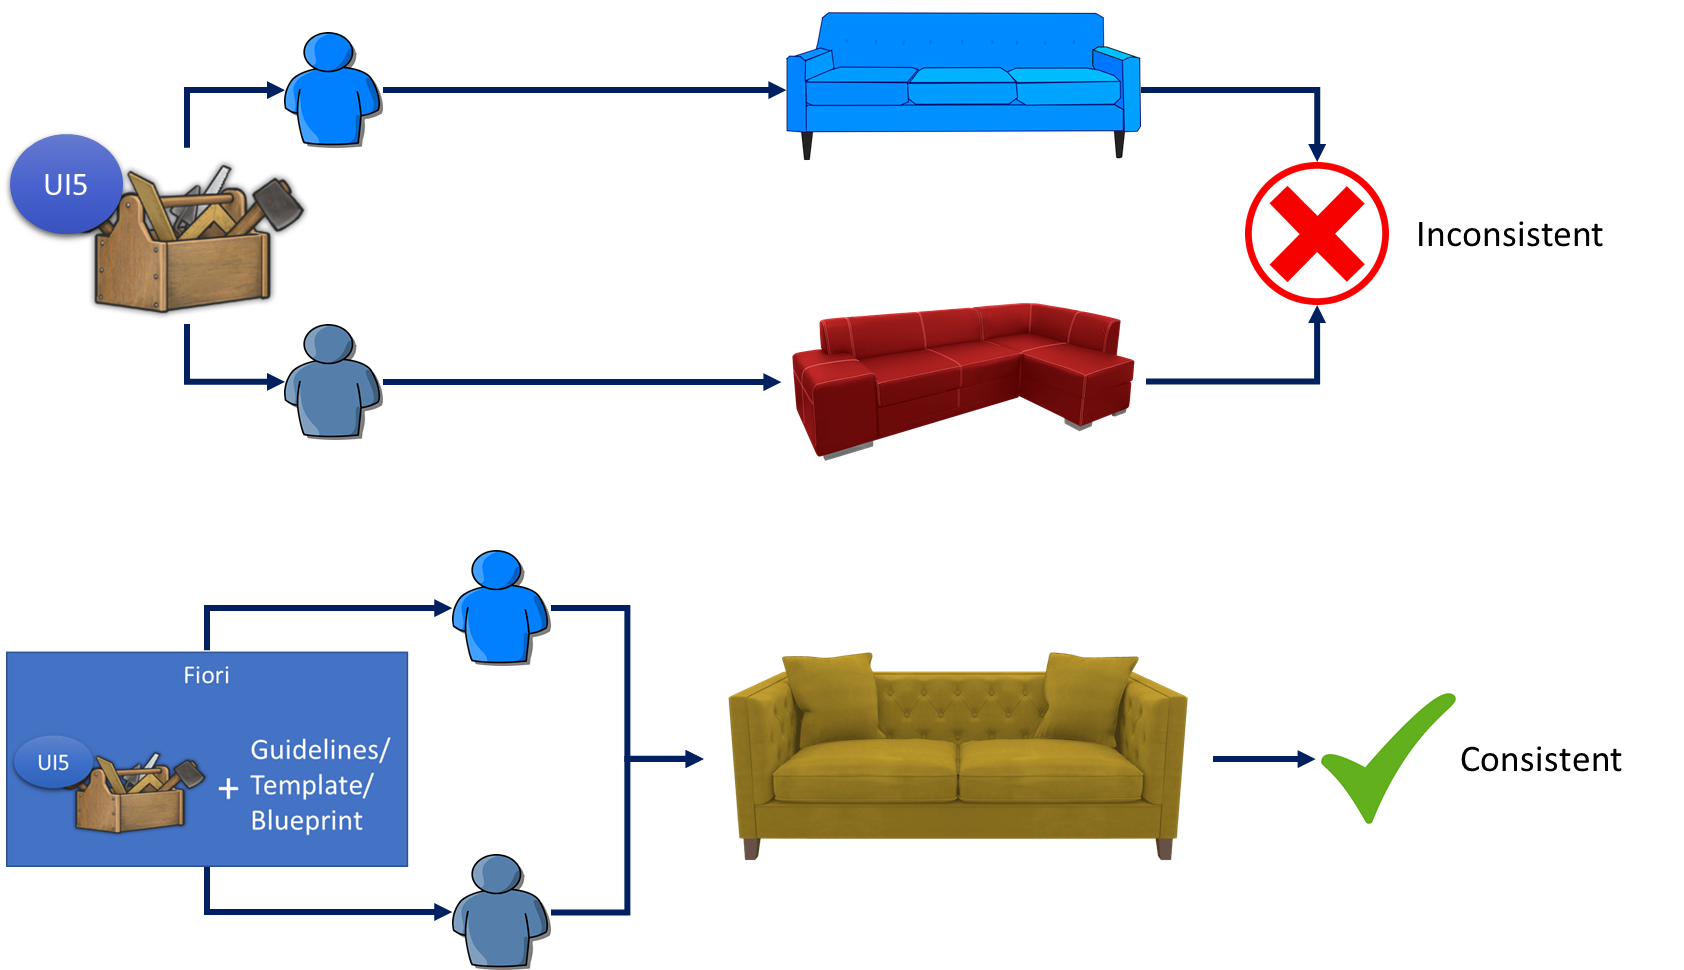 UI5
Inconsistent
Fiori
UI5
+
Guidelines/
Template/
Blueprint
Consistent